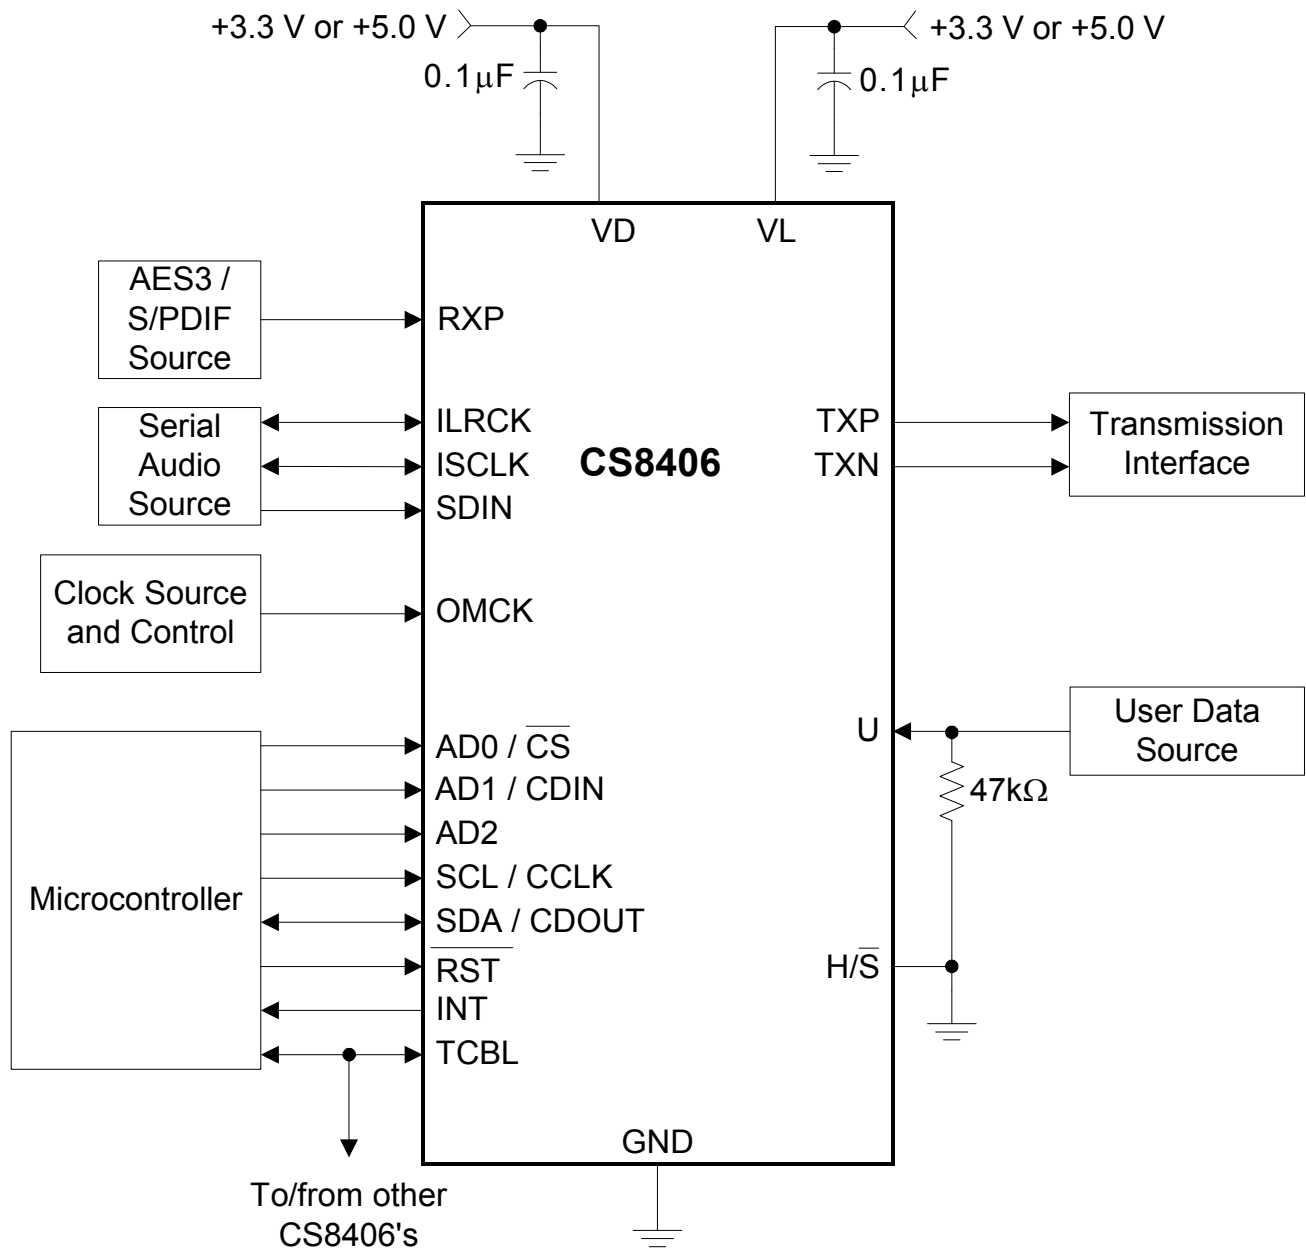 +3.3 V or +5.0 V
+3.3 V or +5.0 V
0.1µF
0.1µF
VD
VL
AES3 /
S/PDIF
Source
RXP
Serial
Audio
Source
ILRCK
ISCLK
SDIN
CS8406
TXP
TXN
Transmission
Interface
Clock Source
and Control
OMCK
U
User Data
Source
47kΩ
Microcontroller
AD0 / C̅S̅
AD1 / CDIN
AD2
SCL / CCLK
SDA / CDOUT
R̅S̅T̅
INT
TCBL
H/S̅
GND
To/from other
CS8406's